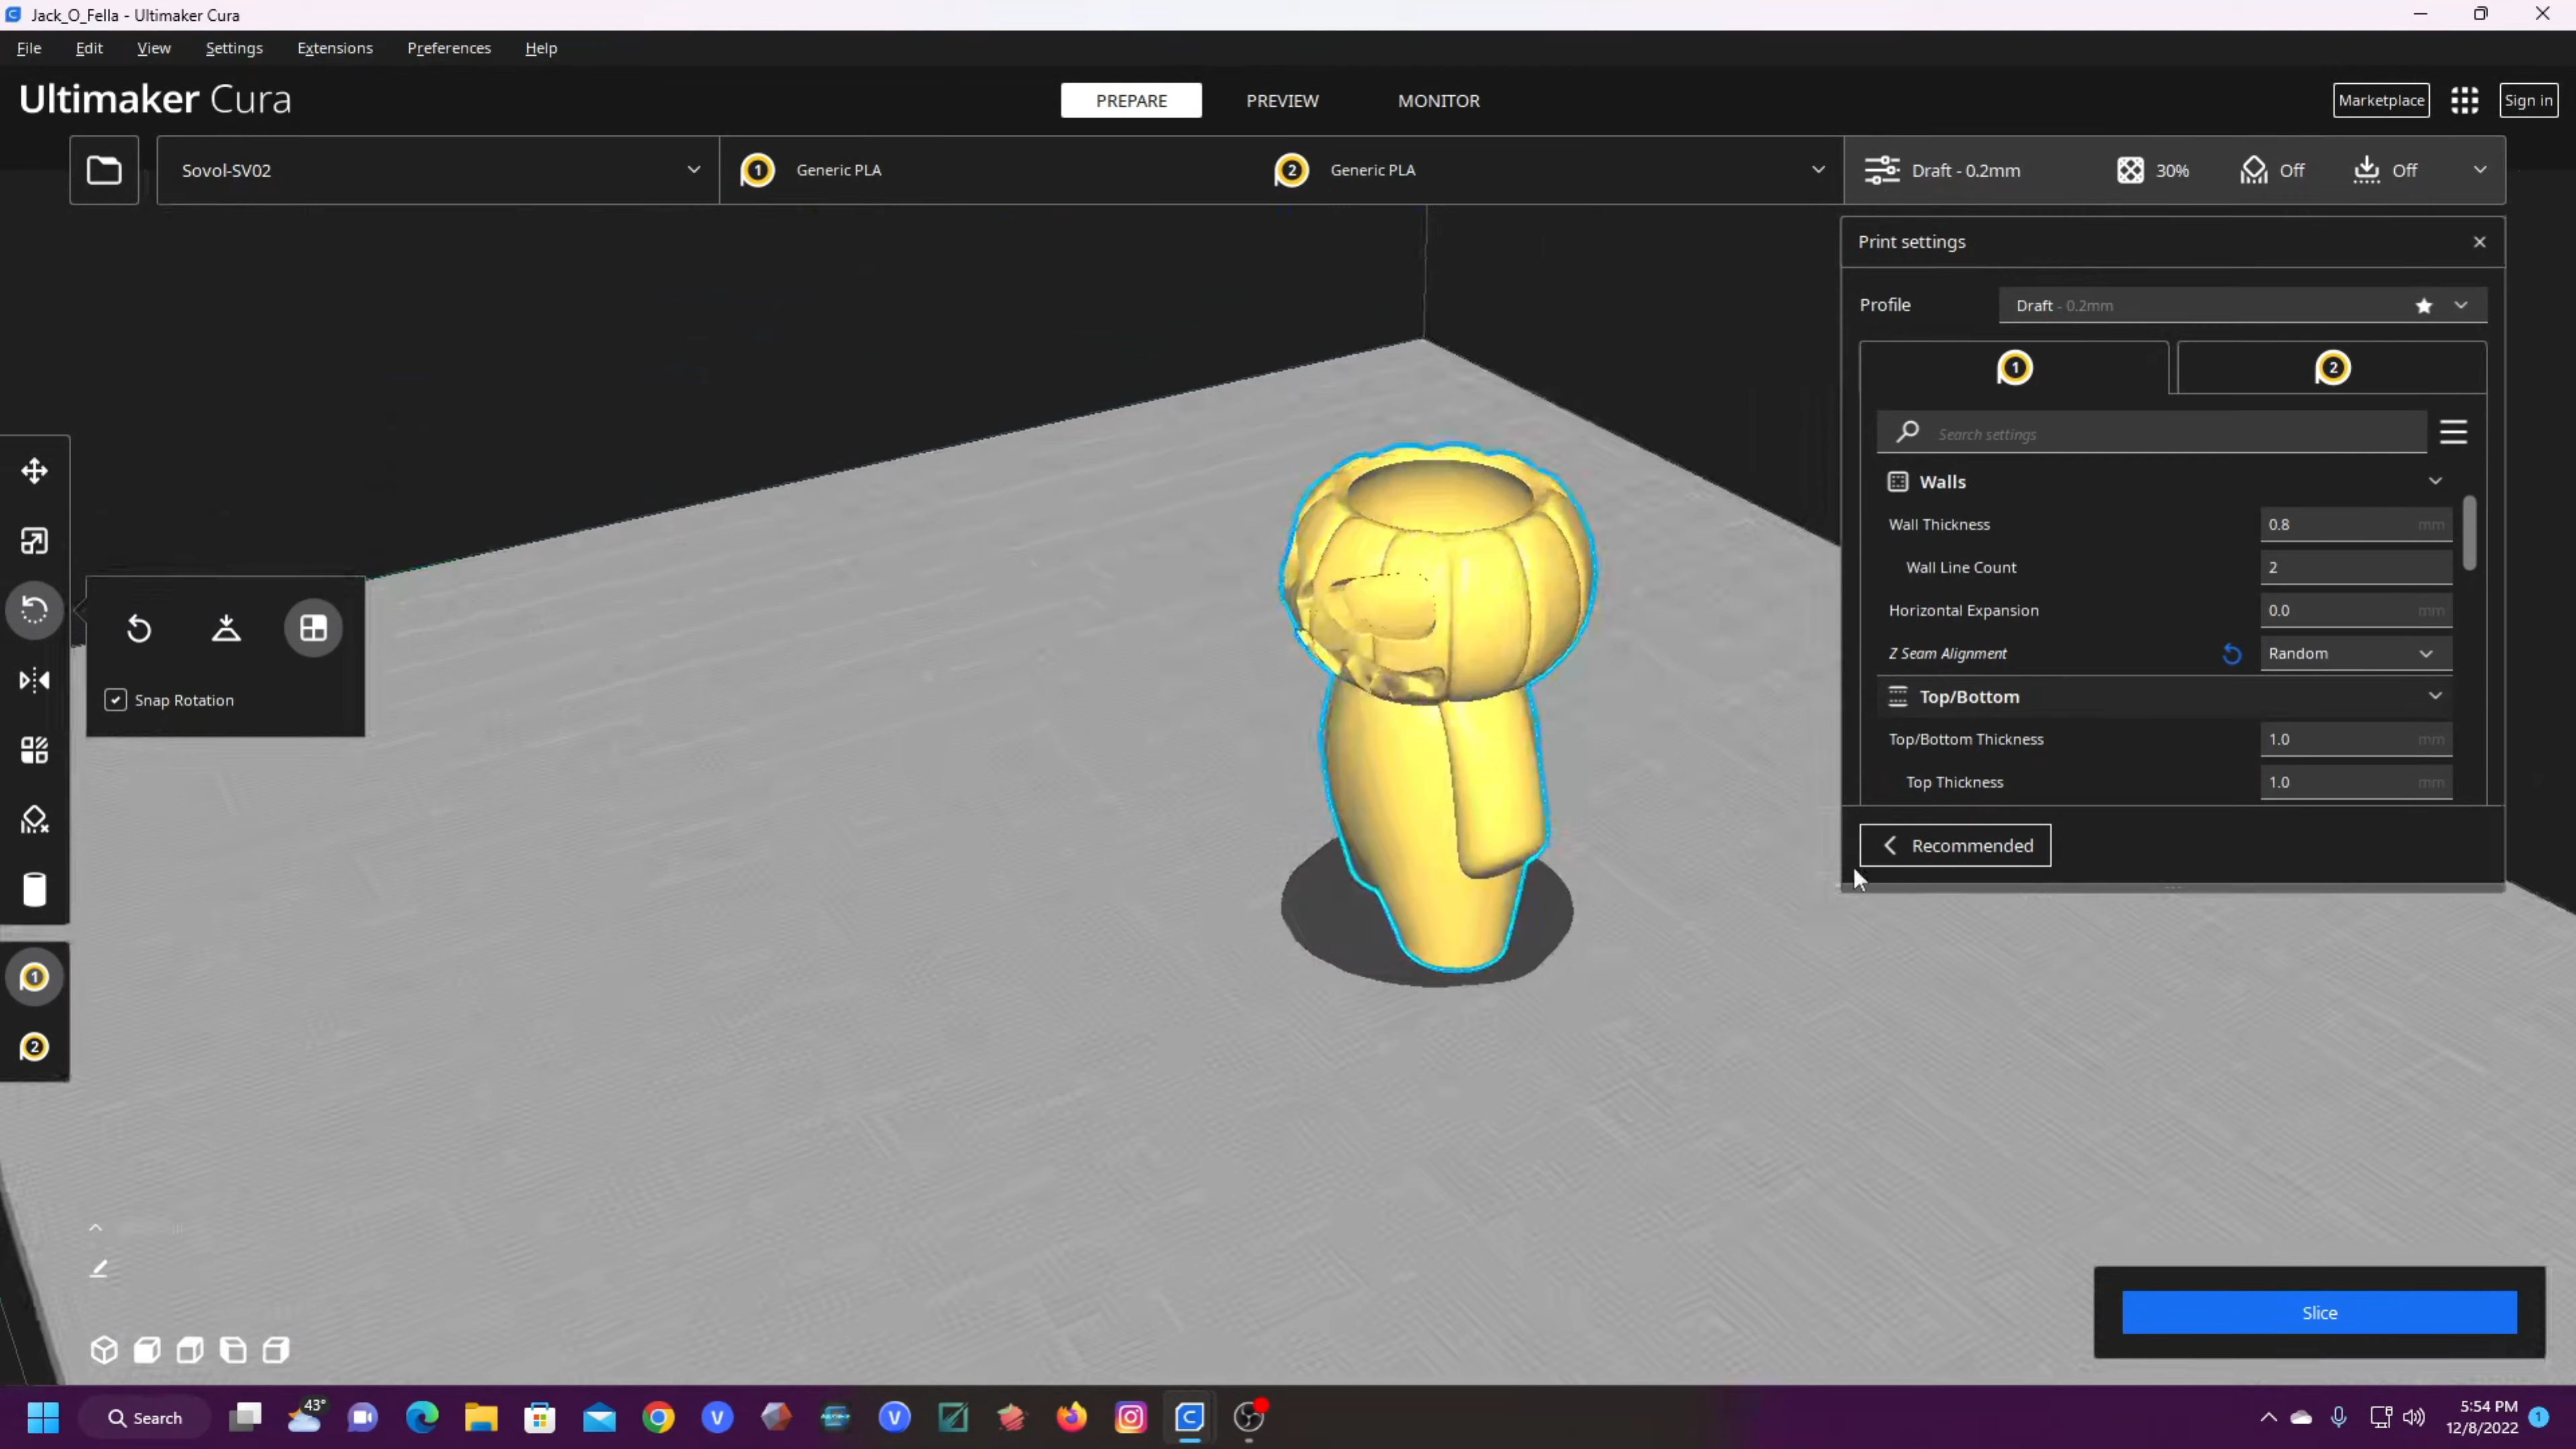 Jack_O_Fella - Ultimaker Cura
File Edit View Settings Extensions Preferences Help
Ultimaker Cura
PREPARE PREVIEW MONITOR
Marketplace Sign in
Sovol-SV02 1 Generic PLA 2 Generic PLA Draft - 0.2mm 30% Off Off
Print settings
Profile Draft - 0.2mm
1 2
Search settings
Walls
Wall Thickness 0.8 mm
Wall Line Count 2
Horizontal Expansion 0.0 mm
Z Seam Alignment Random
Top/Bottom
Top/Bottom Thickness 1.0 mm
Top Thickness 1.0 mm
Recommended
Snap Rotation
1
2
Slice
Search 43° 5:54 PM
12/8/2022 1